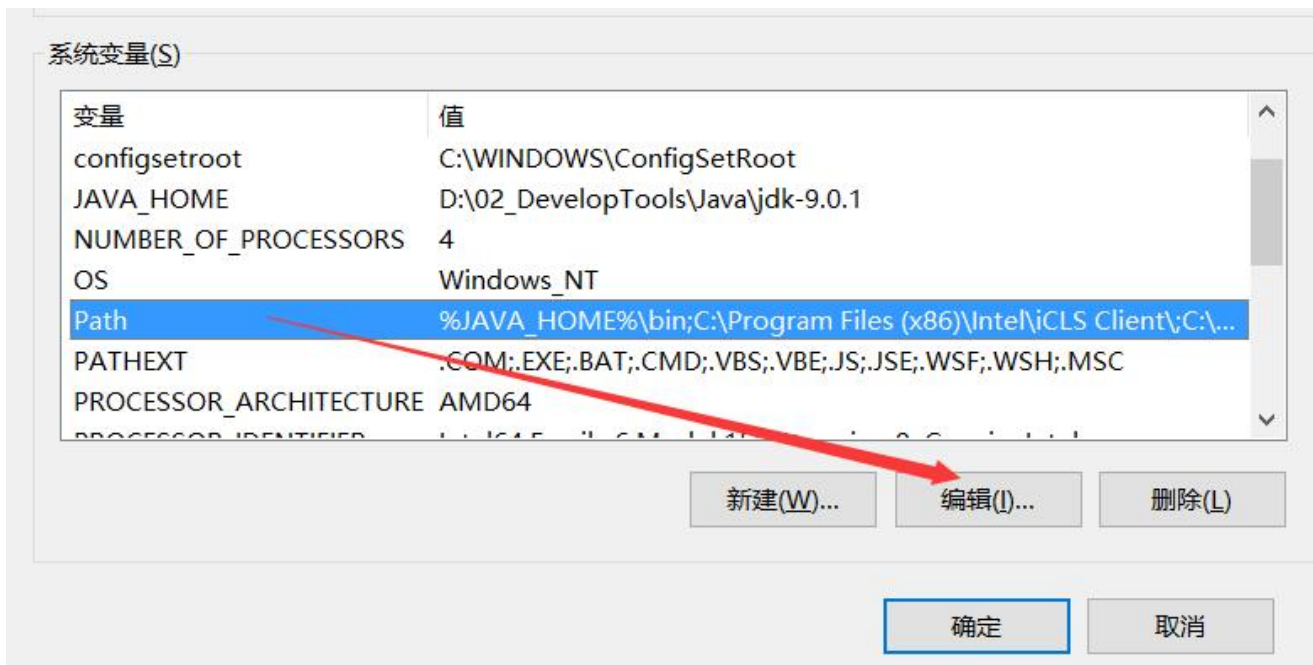 系统变量(S)
变量 值
configsetroot C:\WINDOWS\ConfigSetRoot
JAVA_HOME D:\02_DevelopTools\Java\jdk-9.0.1
NUMBER_OF_PROCESSORS 4
OS Windows_NT
Path %JAVA_HOME%\bin;C:\Program Files (x86)\Intel\iCLS Client\;C:\...
PATHEXT .COM;.EXE;.BAT;.CMD;.VBS;.VBE;.JS;.JSE;.WSF;.WSH;.MSC
PROCESSOR_ARCHITECTURE AMD64
新建(W)... 编辑(I)... 删除(L)
确定 取消